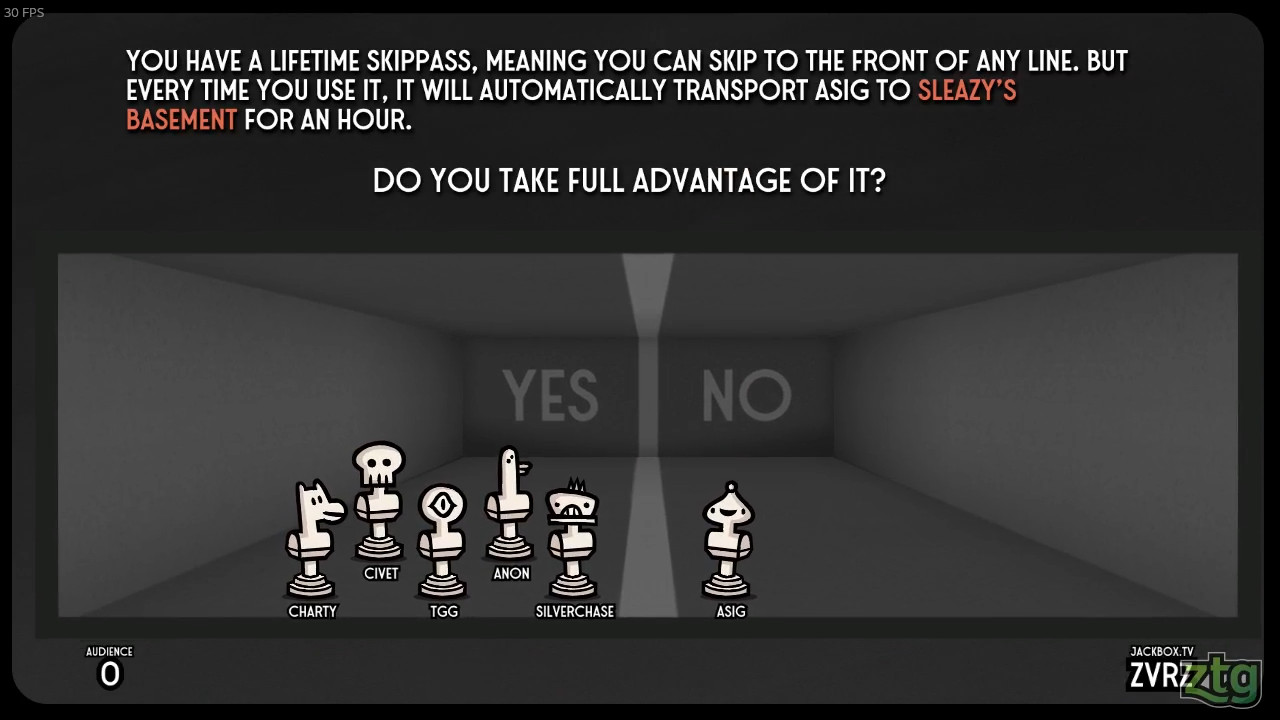 30 FPS
YOU HAVE A LIFETIME SKIPPASS, MEANING YOU CAN SKIP TO THE FRONT OF ANY LINE. BUT
EVERY TIME YOU USE IT, IT WILL AUTOMATICALLY TRANSPORT ASIG TO SLEAZY'S
BASEMENT FOR AN HOUR.
DO YOU TAKE FULL ADVANTAGE OF IT?
YES NO
CIVET ANON
CHARTY TGG SILVERCHASE ASIG
AUDIENCE
0
JACKBOX.TV
ztg